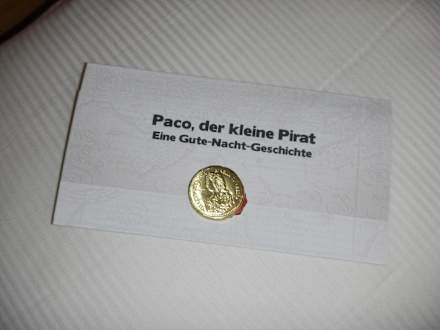 Paco, der kleine Pirat
Eine Gute-Nacht-Geschichte